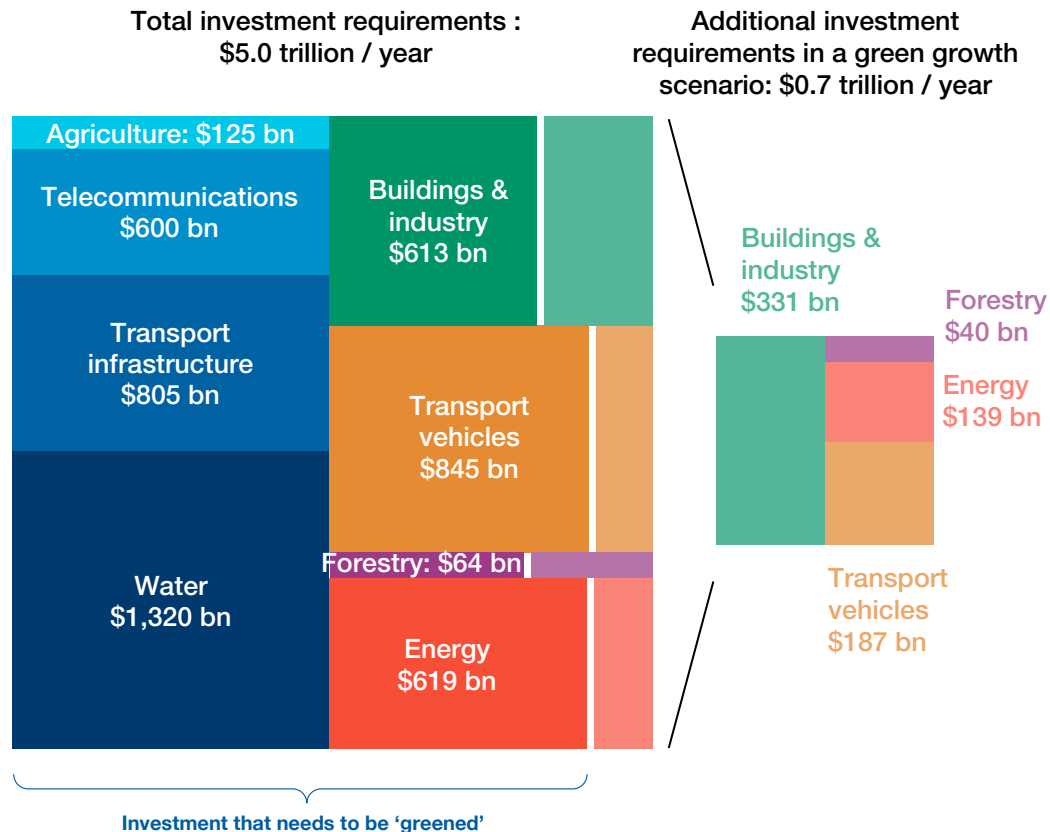 Total investment requirements :
$5.0 trillion / year
Additional investment
requirements in a green growth
scenario: $0.7 trillion / year
Agriculture: $125 bn
Telecommunications
$600 bn
Transport
infrastructure
$805 bn
Water
$1,320 bn
Buildings &
industry
$613 bn
Transport
vehicles
$845 bn
Forestry: $64 bn
Energy
$619 bn
Buildings &
industry
$331 bn
Forestry
$40 bn
Energy
$139 bn
Transport
vehicles
$187 bn
Investment that needs to be ‘greened’